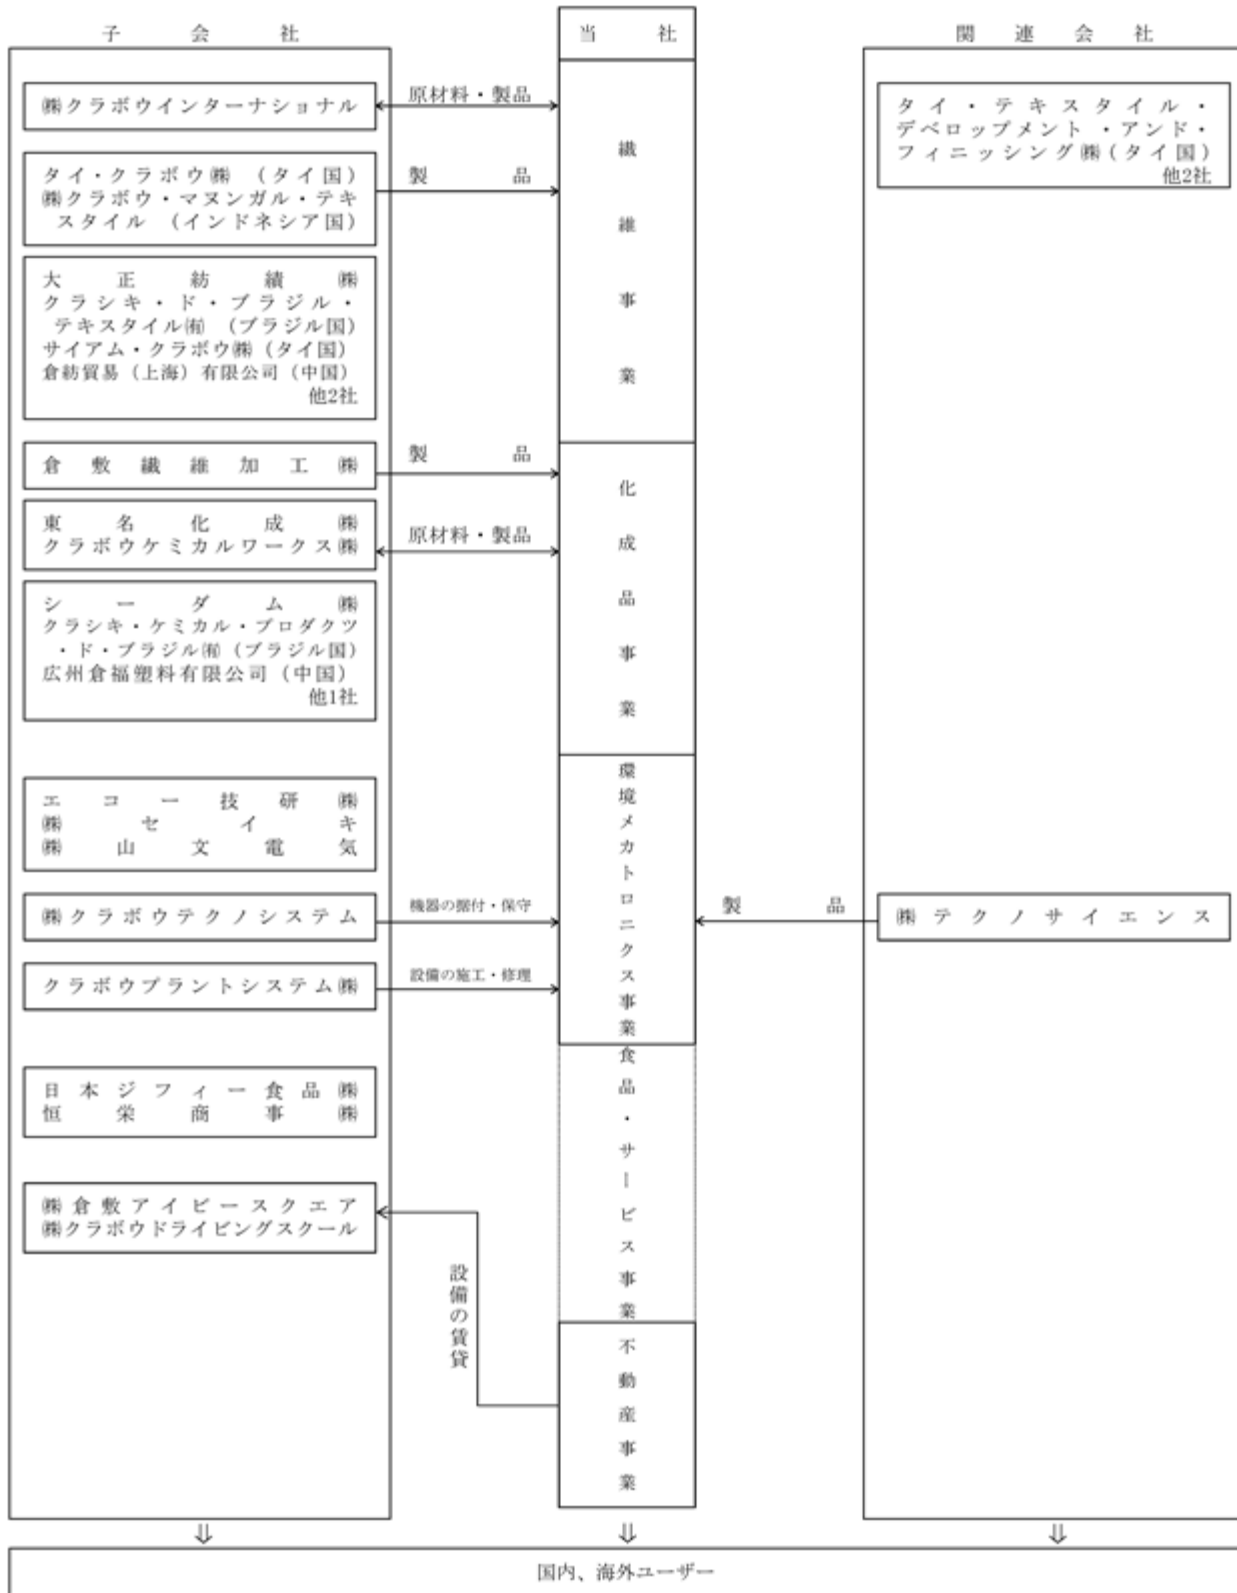 子会社
当社
関連会社
㈱クラボウインターナショナル
原材料・製品
タイ・クラボウ㈱ (タイ国)
㈱クラボウ・マヌンガル・テキ
スタイル (インドネシア国)
製品
大正紡績㈱
クラシキ・ド・ブラジル・
テキスタイル㈲ (ブラジル国)
サイアム・クラボウ㈱ (タイ国)
倉紡貿易 (上海) 有限公司 (中国)
他2社
繊維事業
タイ・テキスタイル・
デベロップメント・アンド・
フィニッシング㈱ (タイ国)
他2社
倉敷繊維加工㈱
製品
東名化成㈱
クラボウケミカルワークス㈱
原材料・製品
シーダム㈱
クラシキ・ケミカル・プロダクツ
・ド・ブラジル㈲ (ブラジル国)
広州倉福塑料有限公司 (中国)
他1社
化成品事業
エコー技研㈱
㈱セイキ
㈱山文電気
㈱クラボウテクノシステム
機器の据付・保守
クラボウプラントシステム㈱
設備の施工・修理
環境メカトロニクス事業
製品
㈱テクノサイエンス
日本ジフィー食品㈱
恒栄商事㈱
食品・サービス事業
㈱倉敷アイビースクエア
㈱クラボウドライビングスクール
設備の賃貸
不動産事業
⇓ ⇓ ⇓
国内、海外ユーザー